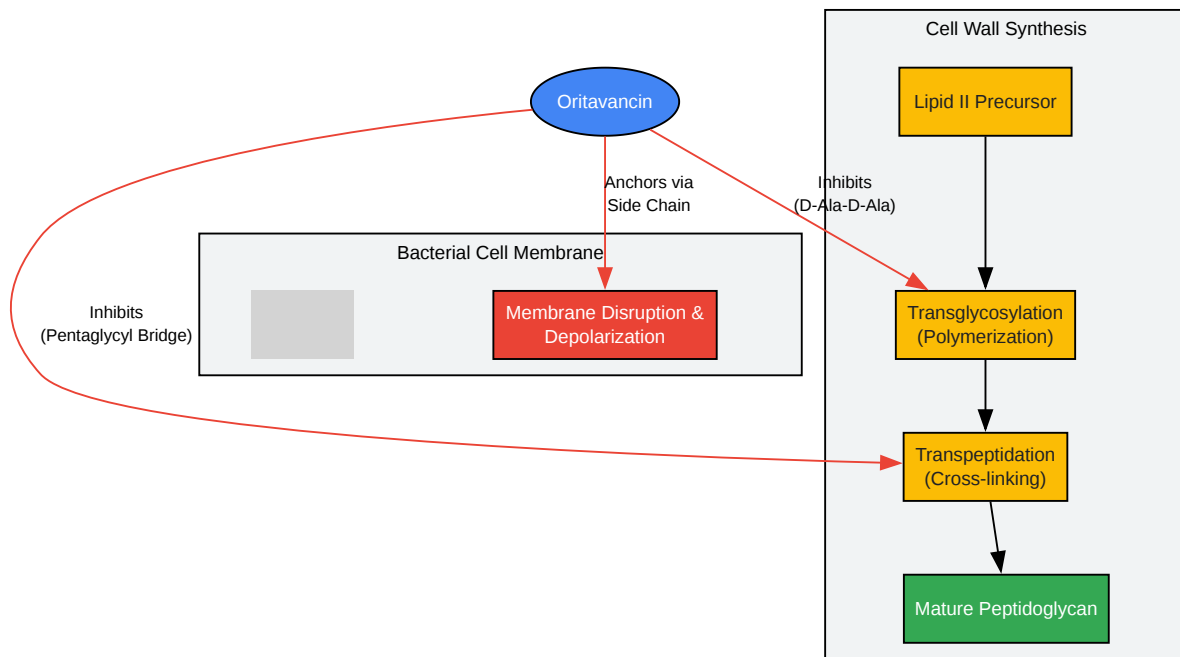 Cell Wall Synthesis
Oritavancin
Lipid II Precursor
Anchors via
Side Chain
Inhibits
(D-Ala-D-Ala)
Bacterial Cell Membrane
Inhibits
(Pentaglycyl Bridge)
Membrane Disruption &
Depolarization
Transglycosylation
(Polymerization)
Transpeptidation
(Cross-linking)
Mature Peptidoglycan